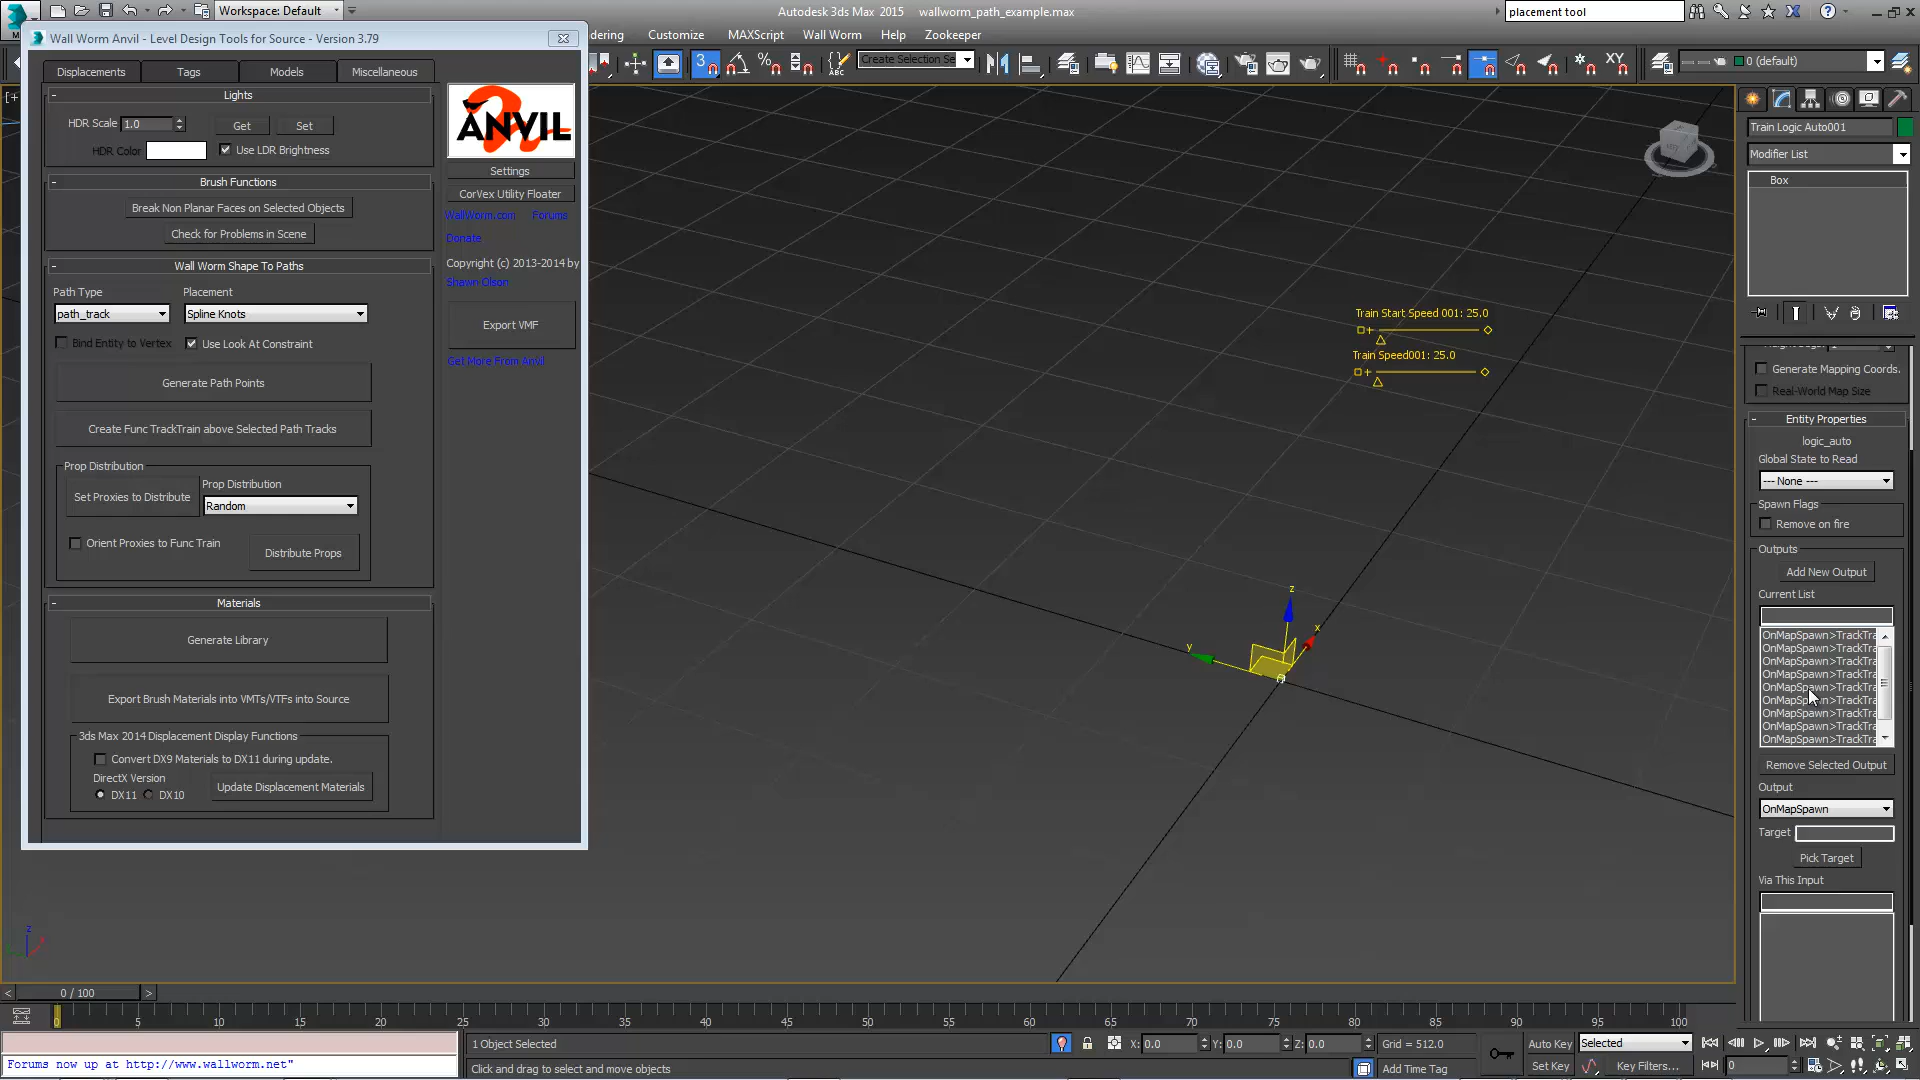 Workspace: Default
Autodesk 3ds Max 2015    wallworm_path_example.max
placement tool
Wall Worm Anvil - Level Design Tools for Source - Version 3.79
dering
Customize
MAXScript
Wall Worm
Help
Zookeeper
Create Selection Se
0 (default)
Displacements
Tags
Models
Miscellaneous
Lights
HDR Scale 1.0
Get
Set
HDR Color
Use LDR Brightness
Brush Functions
Break Non Planar Faces on Selected Objects
Check for Problems in Scene
Wall Worm Shape To Paths
Path Type
Placement
path_track
Spline Knots
Bind Entity to Vertex
Use Look At Constraint
Generate Path Points
Create Func TrackTrain above Selected Path Tracks
Prop Distribution
Set Proxies to Distribute
Prop Distribution
Random
Orient Proxies to Func Train
Distribute Props
Materials
Generate Library
Export Brush Materials into VMTs/VTFs into Source
3ds Max 2014 Displacement Display Functions
Convert DX9 Materials to DX11 during update.
DirectX Version
DX11
DX10
Update Displacement Materials
ANVIL
Settings
CorVex Utility Floater
WallWorm.com
Forums
Donate
Copyright (c) 2013-2014 by
Shawn Olson
Export VMF
Get More From Anvil
Train Start Speed 001: 25.0
Train Speed001: 25.0
z
x
y
Train Logic Auto001
Modifier List
Box
Generate Mapping Coords.
Real-World Map Size
Entity Properties
logic_auto
Global State to Read
--- None ---
Spawn Flags
Remove on fire
Outputs
Add New Output
Current List
OnMapSpawn>TrackTra
OnMapSpawn>TrackTra
OnMapSpawn>TrackTra
OnMapSpawn>TrackTra
OnMapSpawn>TrackTra
OnMapSpawn>TrackTra
OnMapSpawn>TrackTra
OnMapSpawn>TrackTra
OnMapSpawn>TrackTra
Remove Selected Output
Output
OnMapSpawn
Target
Pick Target
Via This Input
0 / 100
0 5 10 15 20 25 30 35 40 45 50 55 60 65 70 75 80 85 90 95 100
1 Object Selected
X: 0.0
Y: 0.0
Z: 0.0
Grid = 512.0
Auto Key
Selected
Forums now up at http://www.wallworm.net"
Click and drag to select and move objects
Add Time Tag
Set Key
Key Filters...
0